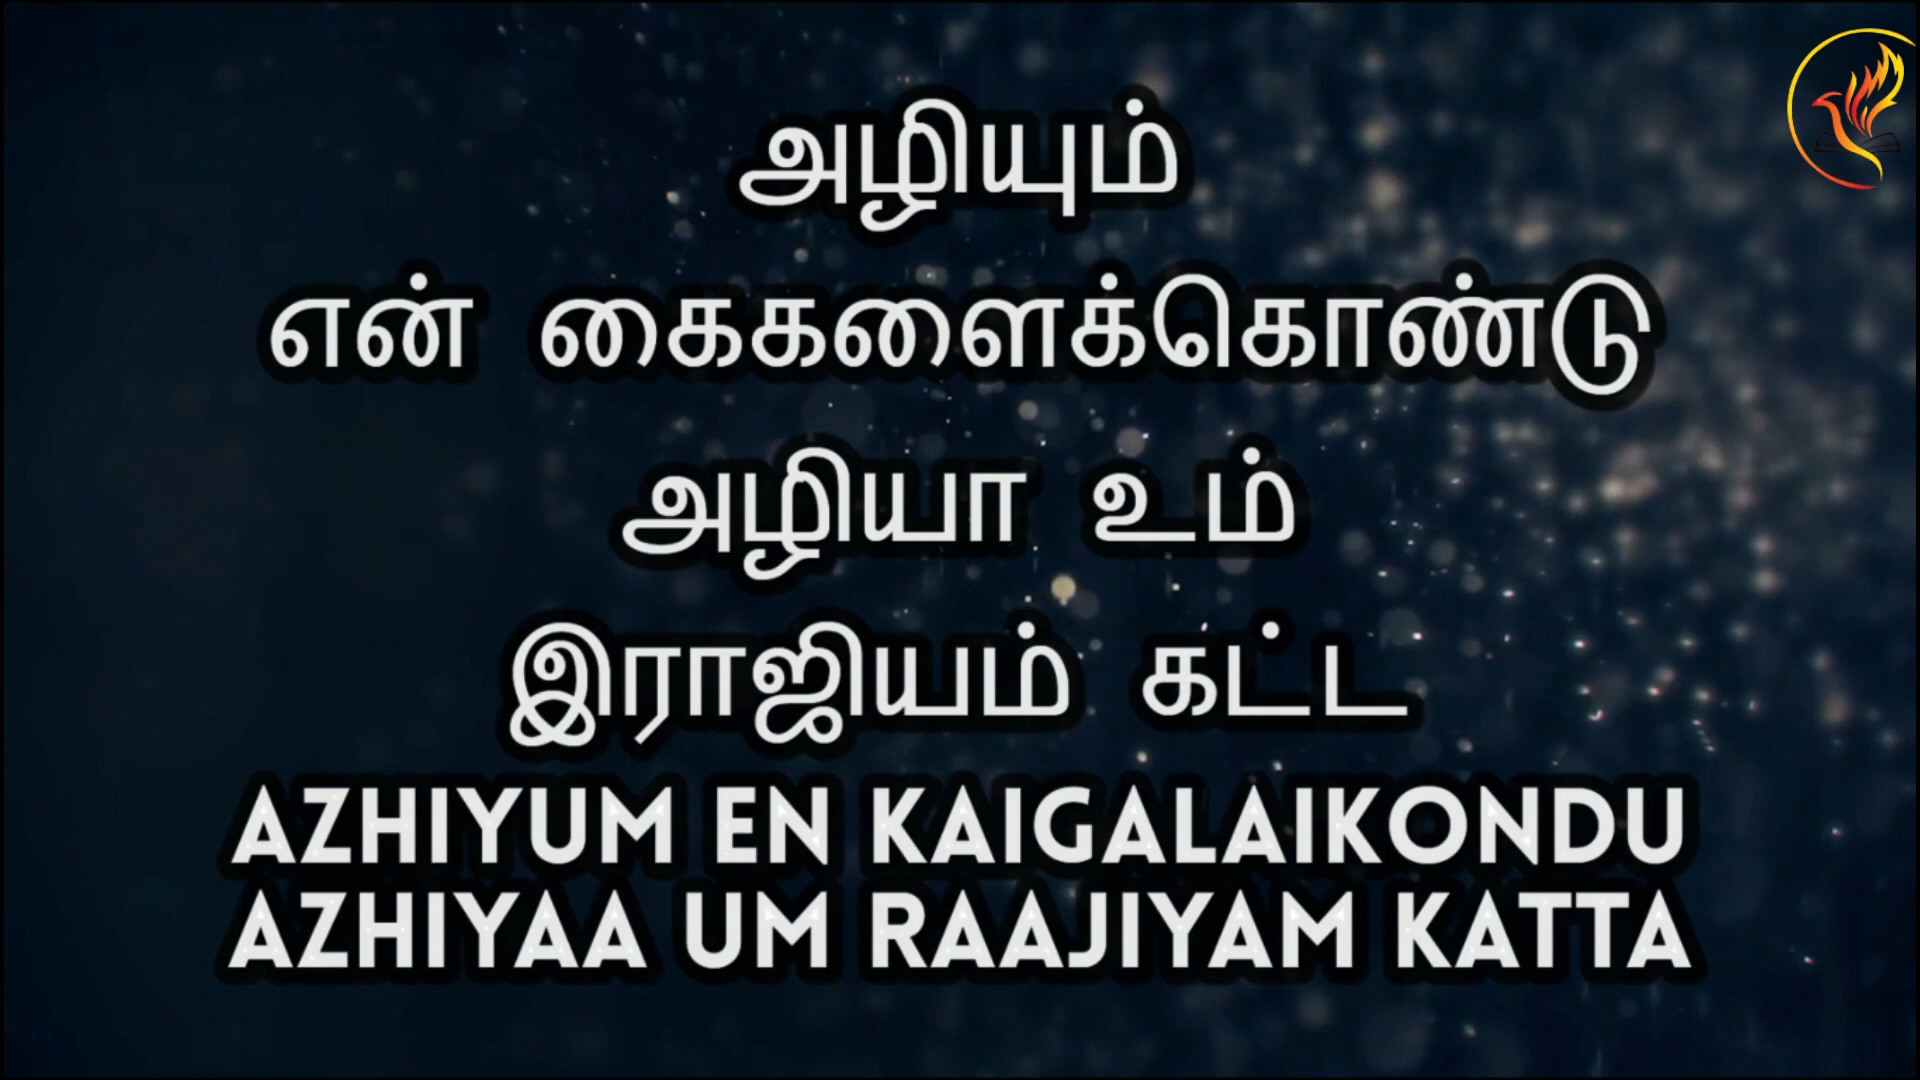 அழியும்
என் கைகளைக்கொண்டு
அழியா உம்
இராஜியம் கட்ட
AZHIYUM EN KAIGALAIKONDU
AZHIYAA UM RAAJIYAM KATTA